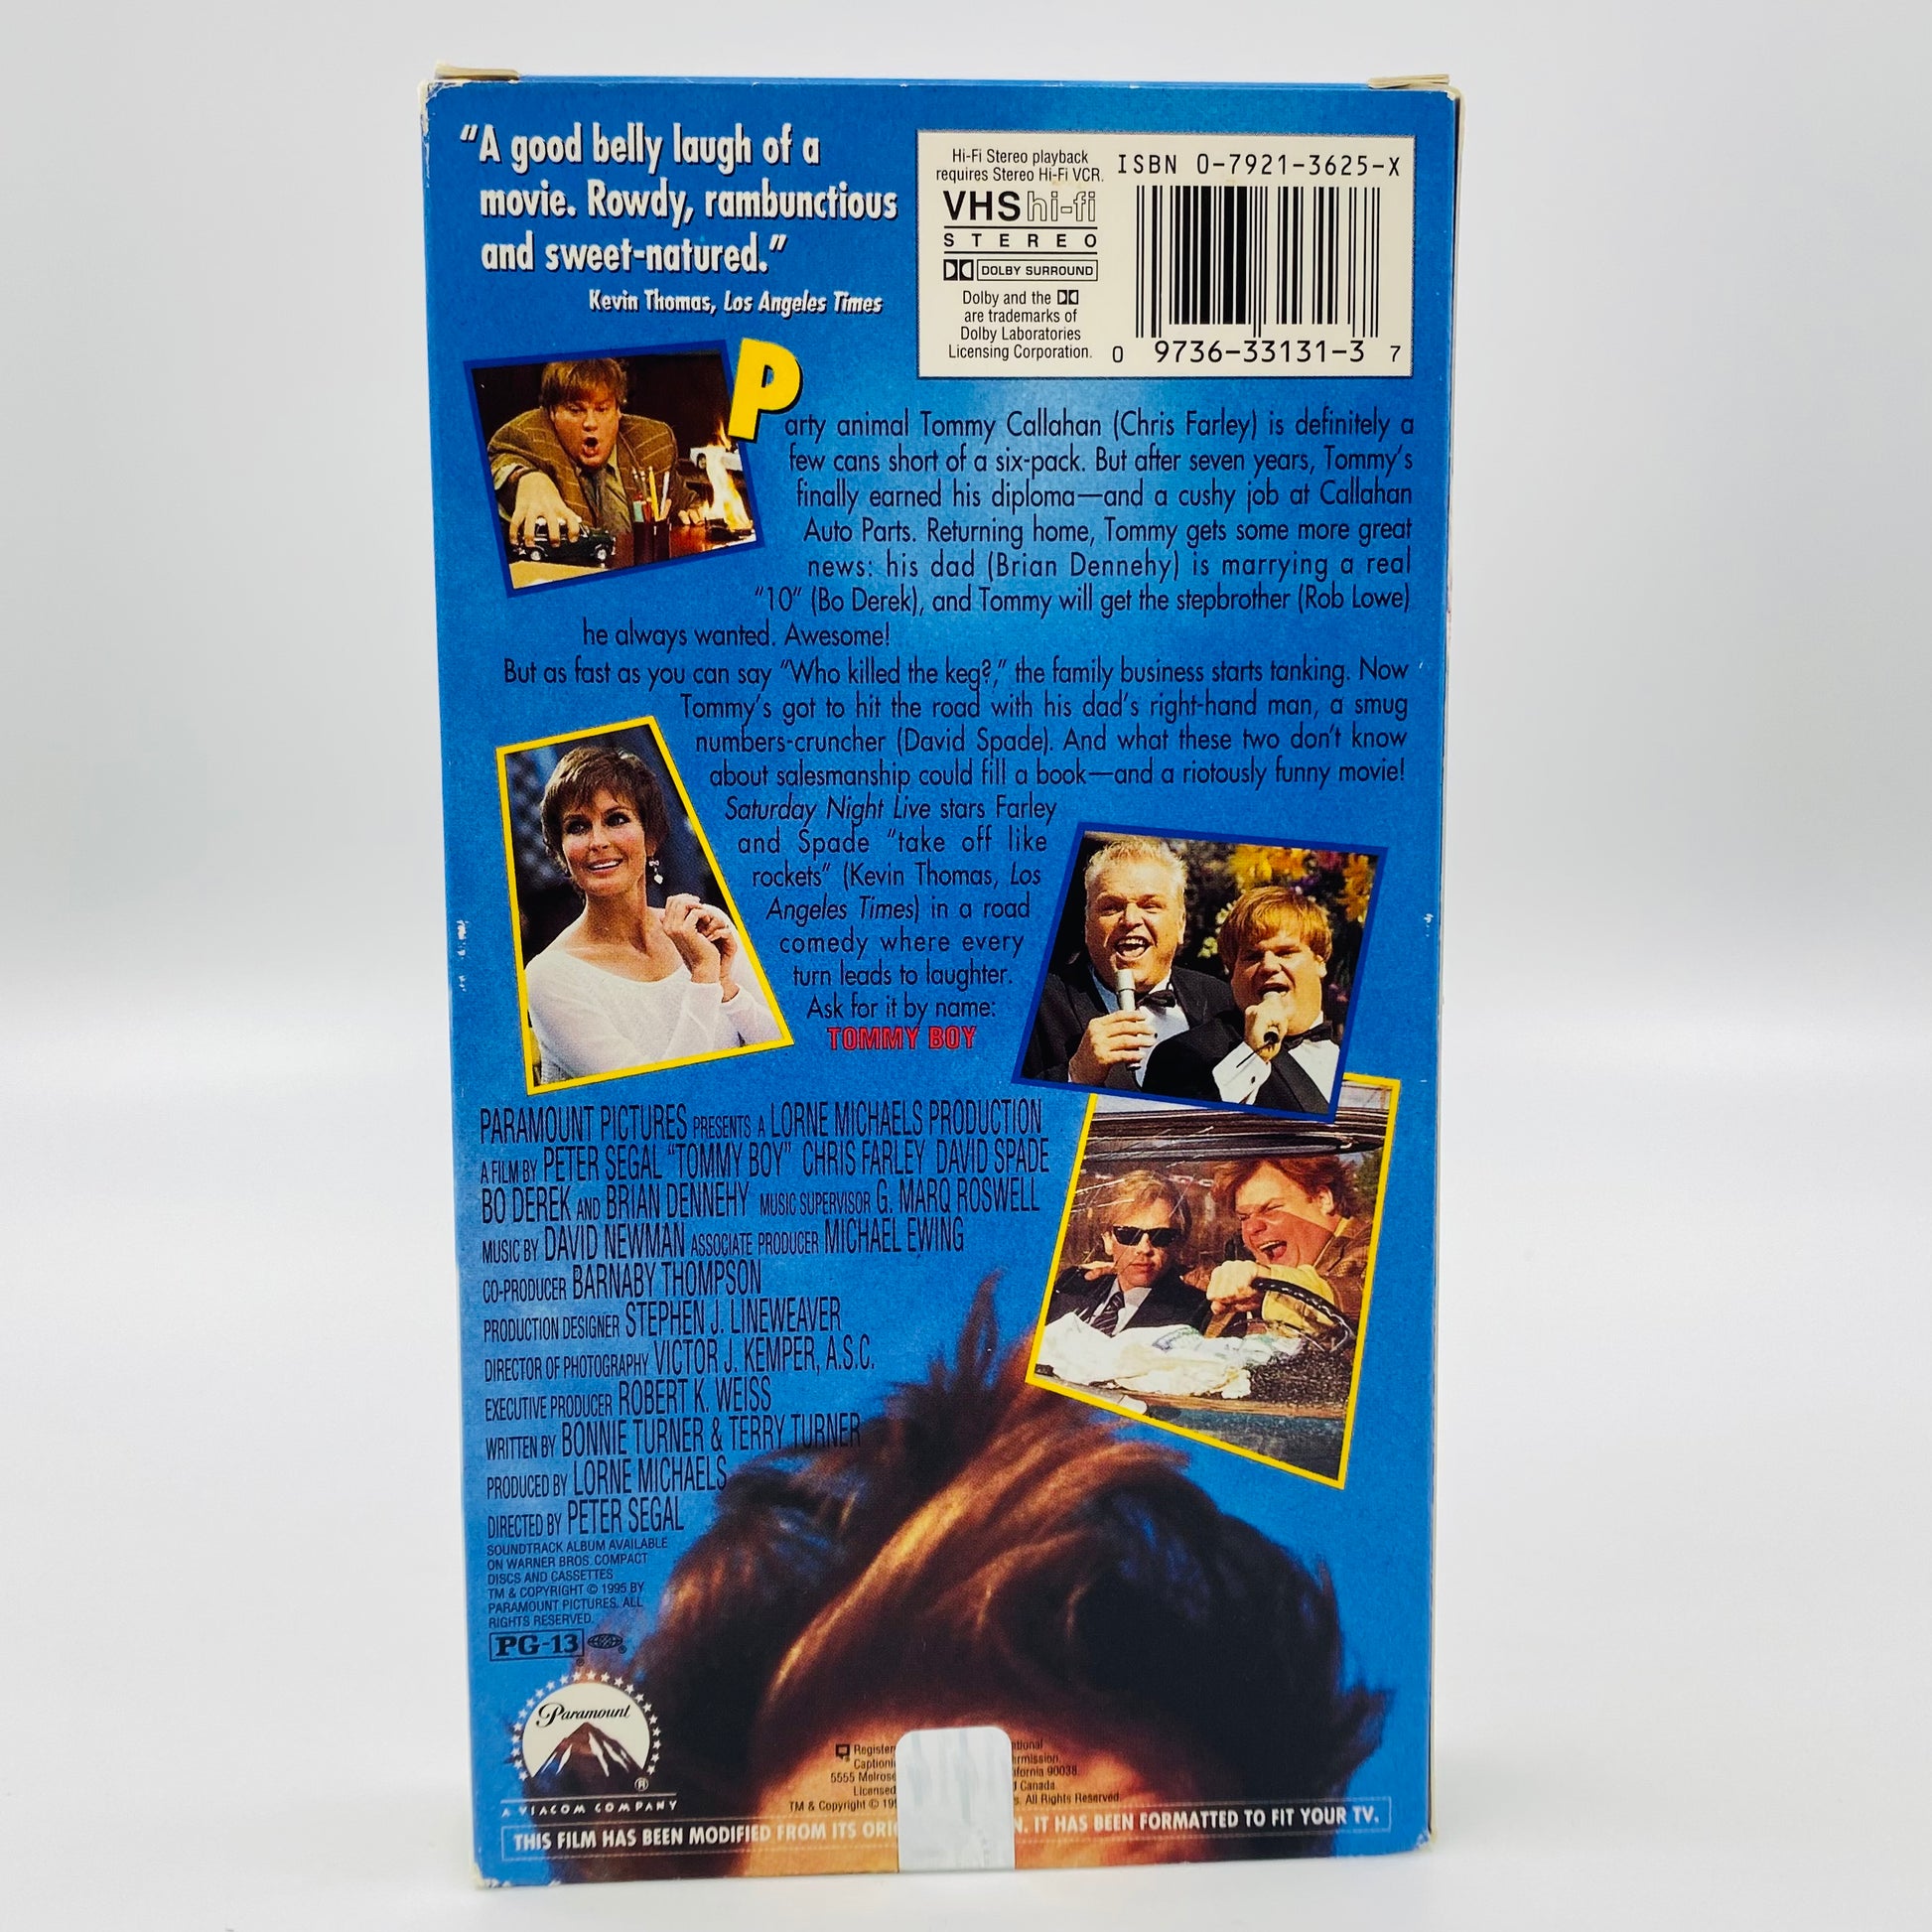 "A good belly laugh of a
movie. Rowdy, rambunctious
and sweet-natured."
Kevin Thomas, Los Angeles Times
Hi-Fi Stereo playback
requires Stereo Hi-Fi VCR.
VHS hi-fi
STEREO
DOLBY SURROUND
Dolby and the
are trademarks of
Dolby Laboratories
Licensing Corporation.
ISBN 0-7921-3625-X
0 9736-33131-3 7
Party animal Tommy Callahan (Chris Farley) is definitely a
few cans short of a six-pack. But after seven years, Tommy's
finally earned his diploma—and a cushy job at Callahan
Auto Parts. Returning home, Tommy gets some more great
news: his dad (Brian Dennehy) is marrying a real
"10" (Bo Derek), and Tommy will get the stepbrother (Rob Lowe)
he always wanted. Awesome!
But as fast as you can say "Who killed the keg?," the family business starts tanking. Now
Tommy's got to hit the road with his dad's right-hand man, a smug
numbers-cruncher (David Spade). And what these two don't know
about salesmanship could fill a book—and a riotously funny movie!
Saturday Night Live stars Farley
and Spade "take off like
rockets" (Kevin Thomas, Los
Angeles Times) in a road
comedy where every
turn leads to laughter.
Ask for it by name:
TOMMY BOY
PARAMOUNT PICTURES PRESENTS A LORNE MICHAELS PRODUCTION
A FILM BY PETER SEGAL "TOMMY BOY" CHRIS FARLEY DAVID SPADE
BO DEREK AND BRIAN DENNEHY MUSIC SUPERVISOR G. MARQ ROSWELL
MUSIC BY DAVID NEWMAN ASSOCIATE PRODUCER MICHAEL EWING
CO-PRODUCER BARNABY THOMPSON
PRODUCTION DESIGNER STEPHEN J. LINEWEAVER
DIRECTOR OF PHOTOGRAPHY VICTOR J. KEMPER, A.S.C.
EXECUTIVE PRODUCER ROBERT K. WEISS
WRITTEN BY BONNIE TURNER & TERRY TURNER
PRODUCED BY LORNE MICHAELS
DIRECTED BY PETER SEGAL
SOUNDTRACK ALBUM AVAILABLE
ON WARNER BROS. COMPACT
DISCS AND CASSETTES
TM & COPYRIGHT © 1995 BY
PARAMOUNT PICTURES. ALL
RIGHTS RESERVED.
PG-13 ®
Paramount ®
A VIACOM COMPANY
5555 Melrose California 90038.
Licensed Canada
TM & Copyright © All Rights Reserved.
THIS FILM HAS BEEN MODIFIED FROM ITS IT HAS BEEN FORMATTED TO FIT YOUR TV.